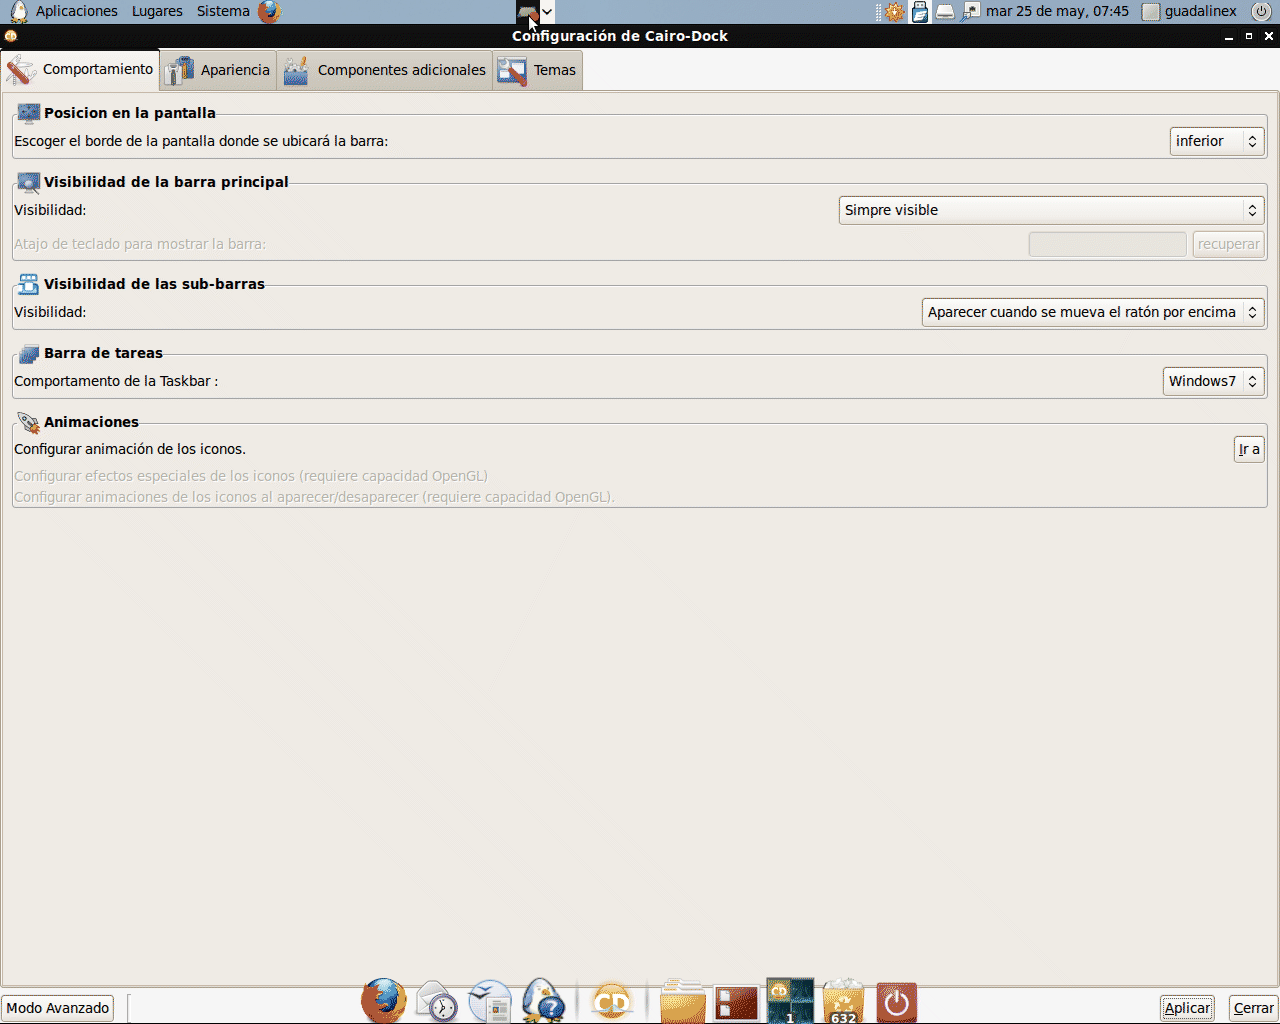 Aplicaciones Lugares Sistema mar 25 de may, 07:45 guadalinex
Configuración de Cairo-Dock
Comportamiento Apariencia Componentes adicionales Temas
Posicion en la pantalla
Escoger el borde de la pantalla donde se ubicará la barra: inferior
Visibilidad de la barra principal
Visibilidad: Simpre visible
Atajo de teclado para mostrar la barra: recuperar
Visibilidad de las sub-barras
Visibilidad: Aparecer cuando se mueva el ratón por encima
Barra de tareas
Comportamento de la Taskbar : Windows7
Animaciones
Configurar animación de los iconos. Ir a
Configurar efectos especiales de los iconos (requiere capacidad OpenGL)
Configurar animaciones de los iconos al aparecer/desaparecer (requiere capacidad OpenGL).
Modo Avanzado CD CD 1 632 Aplicar Cerrar